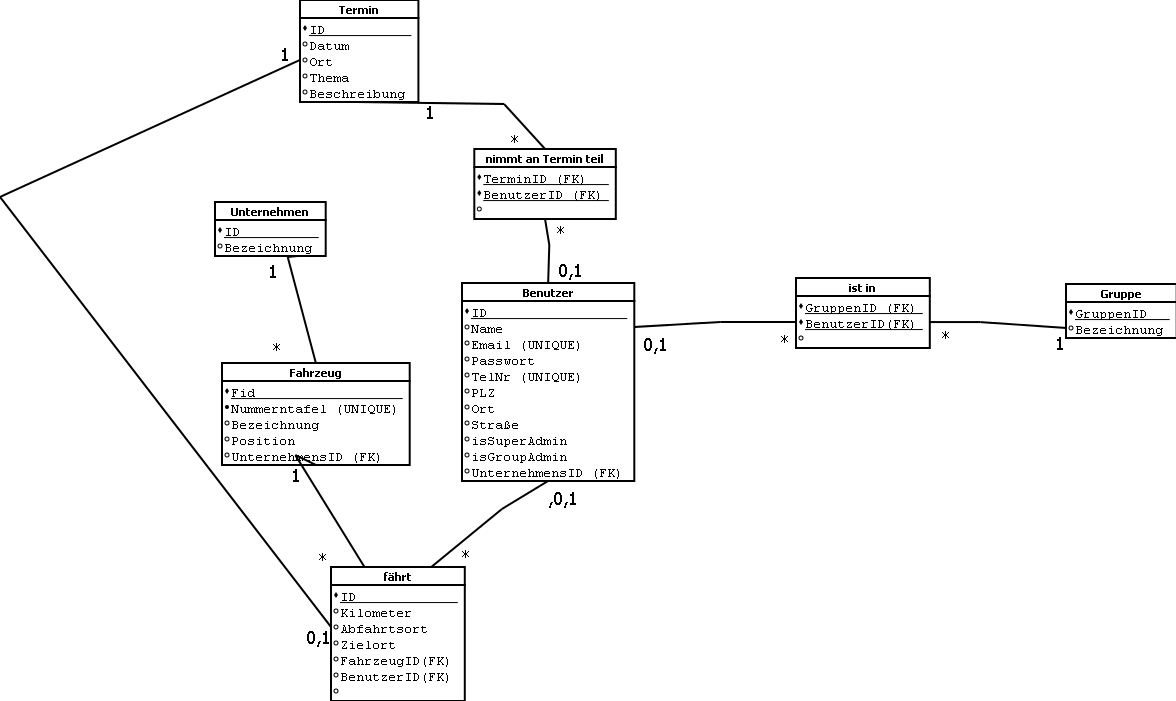 Termin
ID
Datum
Ort
Thema
Beschreibung
1
1
*
nimmt an Termin teil
TerminID (FK)
BenutzerID (FK)
*
0,1
Unternehmen
ID
Bezeichnung
1
*
Fahrzeug
Fid
Nummerntafel (UNIQUE)
Bezeichnung
Position
UnternehmensID (FK)
1
*
Benutzer
ID
Name
Email (UNIQUE)
Passwort
TelNr (UNIQUE)
PLZ
Ort
Straße
isSuperAdmin
isGroupAdmin
UnternehmensID (FK)
0,1
*
ist in
GruppenID (FK)
BenutzerID(FK)
*
1
Gruppe
GruppenID
Bezeichnung
,0,1
*
fährt
ID
Kilometer
Abfahrtsort
Zielort
FahrzeugID(FK)
BenutzerID(FK)
0,1